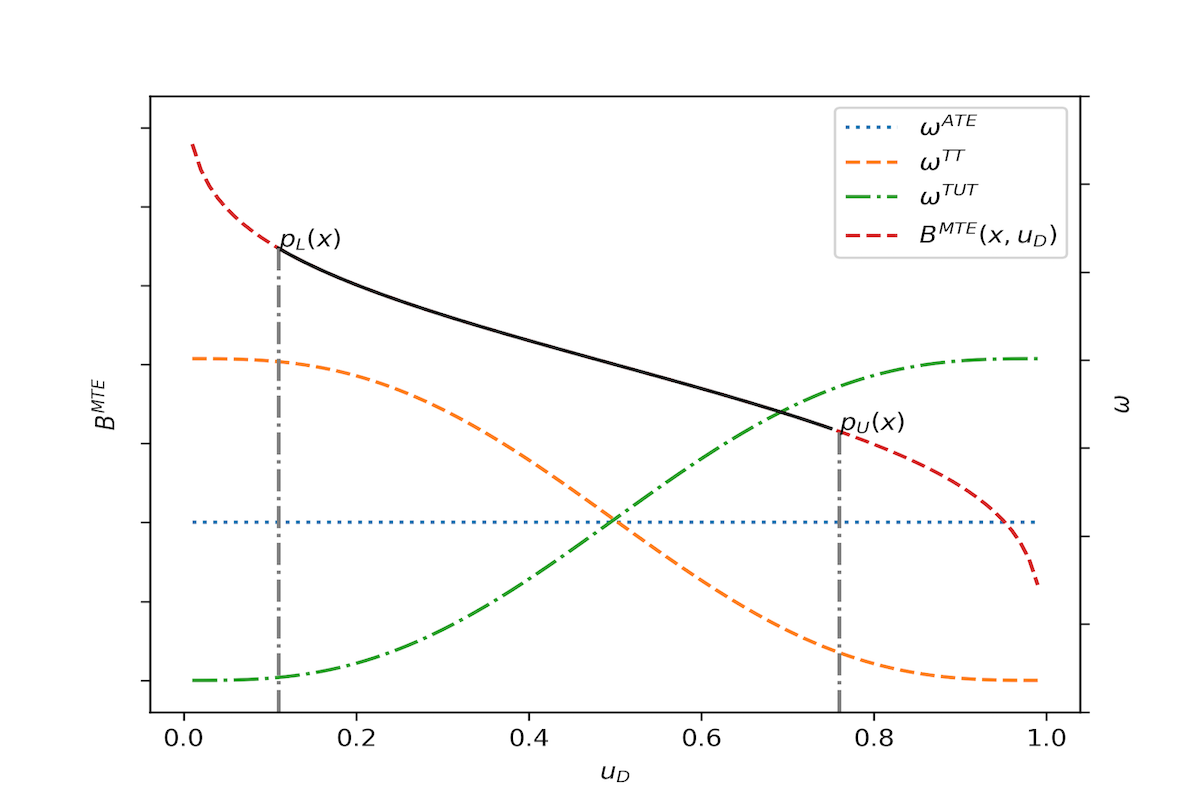 ω^ATE
ω^TT
ω^TUT
B^MTE(x, u_D)
p_L(x)
p_U(x)
B^MTE
ω
0.0 0.2 0.4 0.6 0.8 1.0
u_D